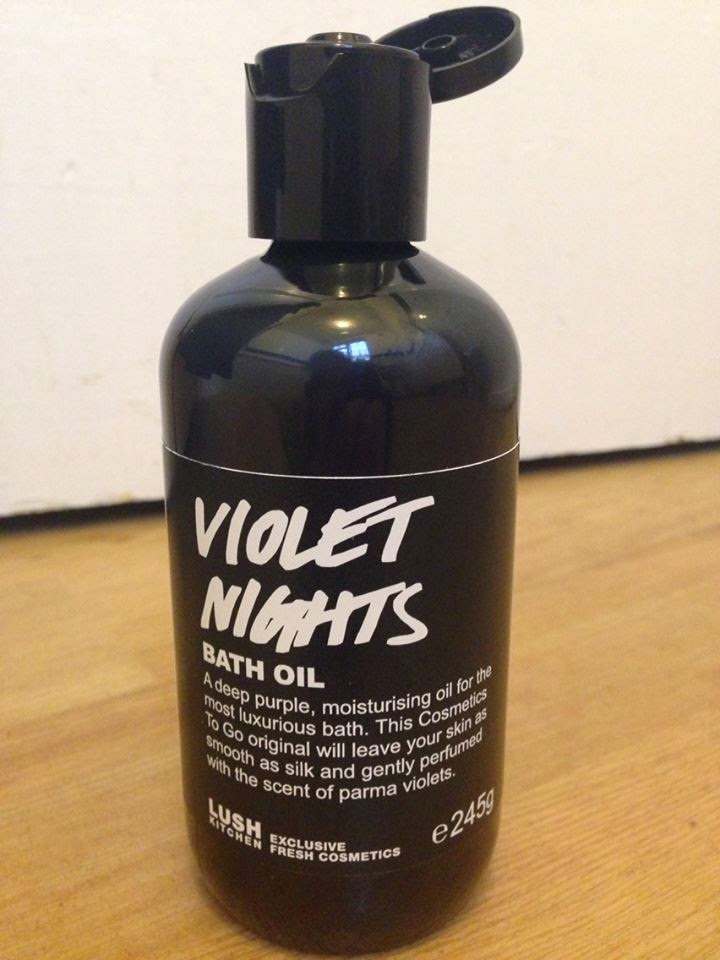 VIOLET
NIGHTS
BATH OIL
A deep purple, moisturising oil for the
most luxurious bath. This Cosmetics
To Go original will leave your skin as
smooth as silk and gently perfumed
with the scent of parma violets.
LUSH
KITCHEN EXCLUSIVE
FRESH COSMETICS
e245g